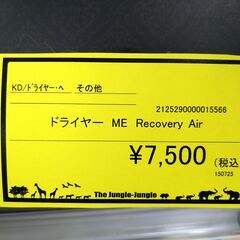 KD/ﾄﾞﾗｲﾔｰ･ヘ その他
2125290000015566
ドライヤー ME Recovery Air
¥7,500 (税込
150725
The Jungle-Jungle